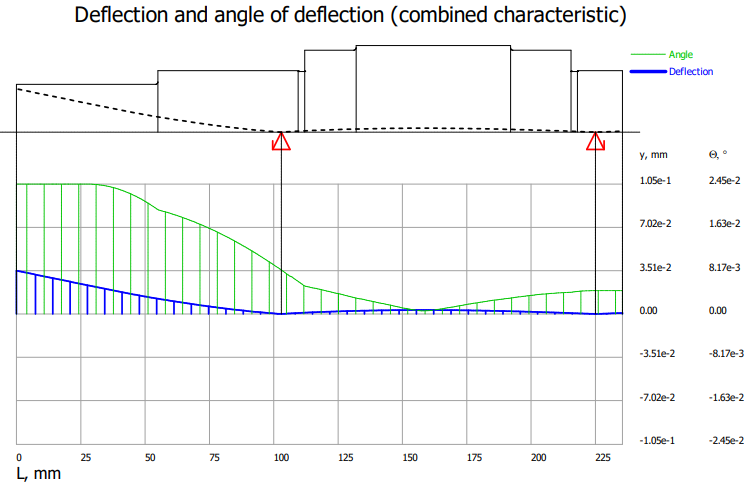 Deflection and angle of deflection (combined characteristic)
Angle
Deflection
y, mm Θ, °
1.05e-1 2.45e-2
7.02e-2 1.63e-2
3.51e-2 8.17e-3
0.00 0.00
-3.51e-2 -8.17e-3
-7.02e-2 -1.63e-2
-1.05e-1 -2.45e-2
0 25 50 75 100 125 150 175 200 225
L, mm